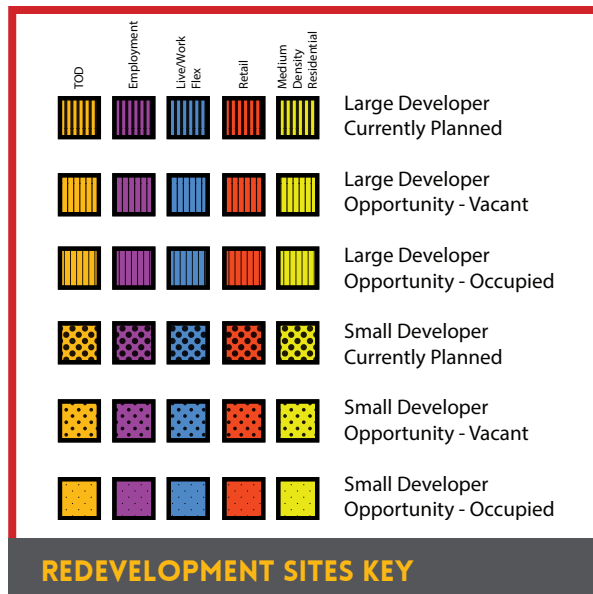 TOD
Employment
Live/Work
Flex
Retail
Medium
Density
Residential
Large Developer
Currently Planned
Large Developer
Opportunity - Vacant
Large Developer
Opportunity - Occupied
Small Developer
Currently Planned
Small Developer
Opportunity - Vacant
Small Developer
Opportunity - Occupied
REDEVELOPMENT SITES KEY